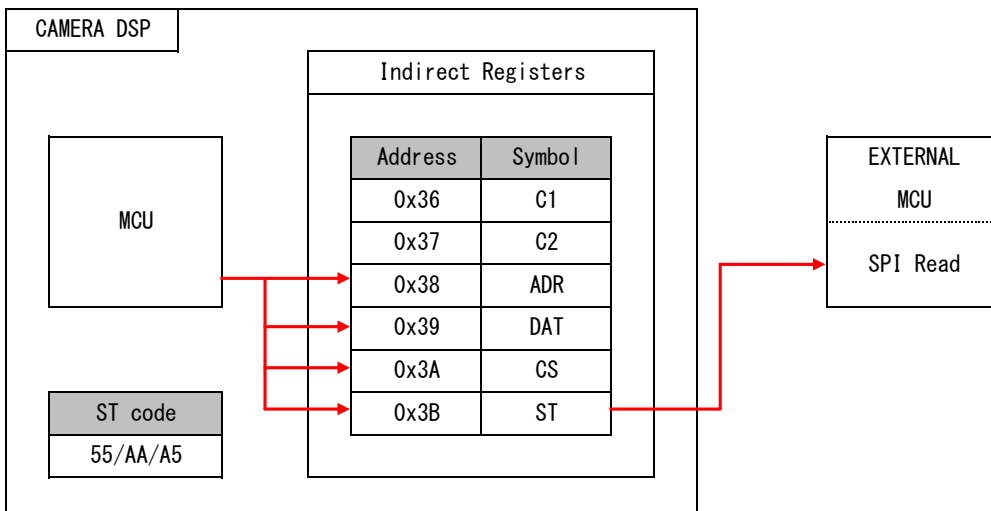 CAMERA DSP
Indirect Registers
Address Symbol
0x36 C1
0x37 C2
0x38 ADR
0x39 DAT
0x3A CS
0x3B ST
MCU
ST code
55/AA/A5
EXTERNAL
MCU
SPI Read